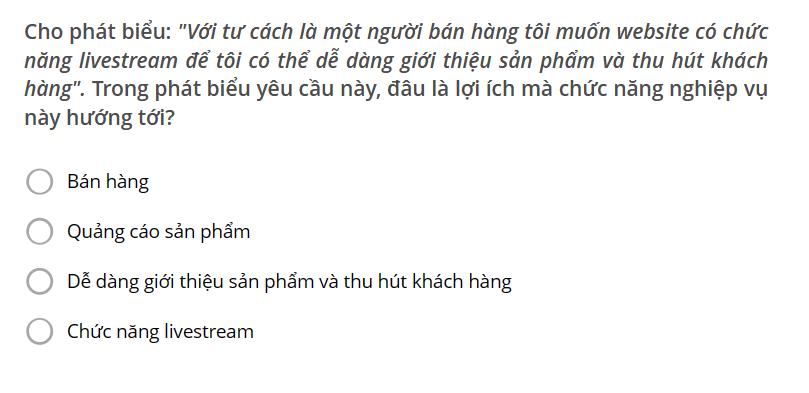 Cho phát biểu: "Với tư cách là một người bán hàng tôi muốn website có chức
năng livestream để tôi có thể dễ dàng giới thiệu sản phẩm và thu hút khách
hàng". Trong phát biểu yêu cầu này, đâu là lợi ích mà chức năng nghiệp vụ
này hướng tới?
Bán hàng
Quảng cáo sản phẩm
Dễ dàng giới thiệu sản phẩm và thu hút khách hàng
Chức năng livestream